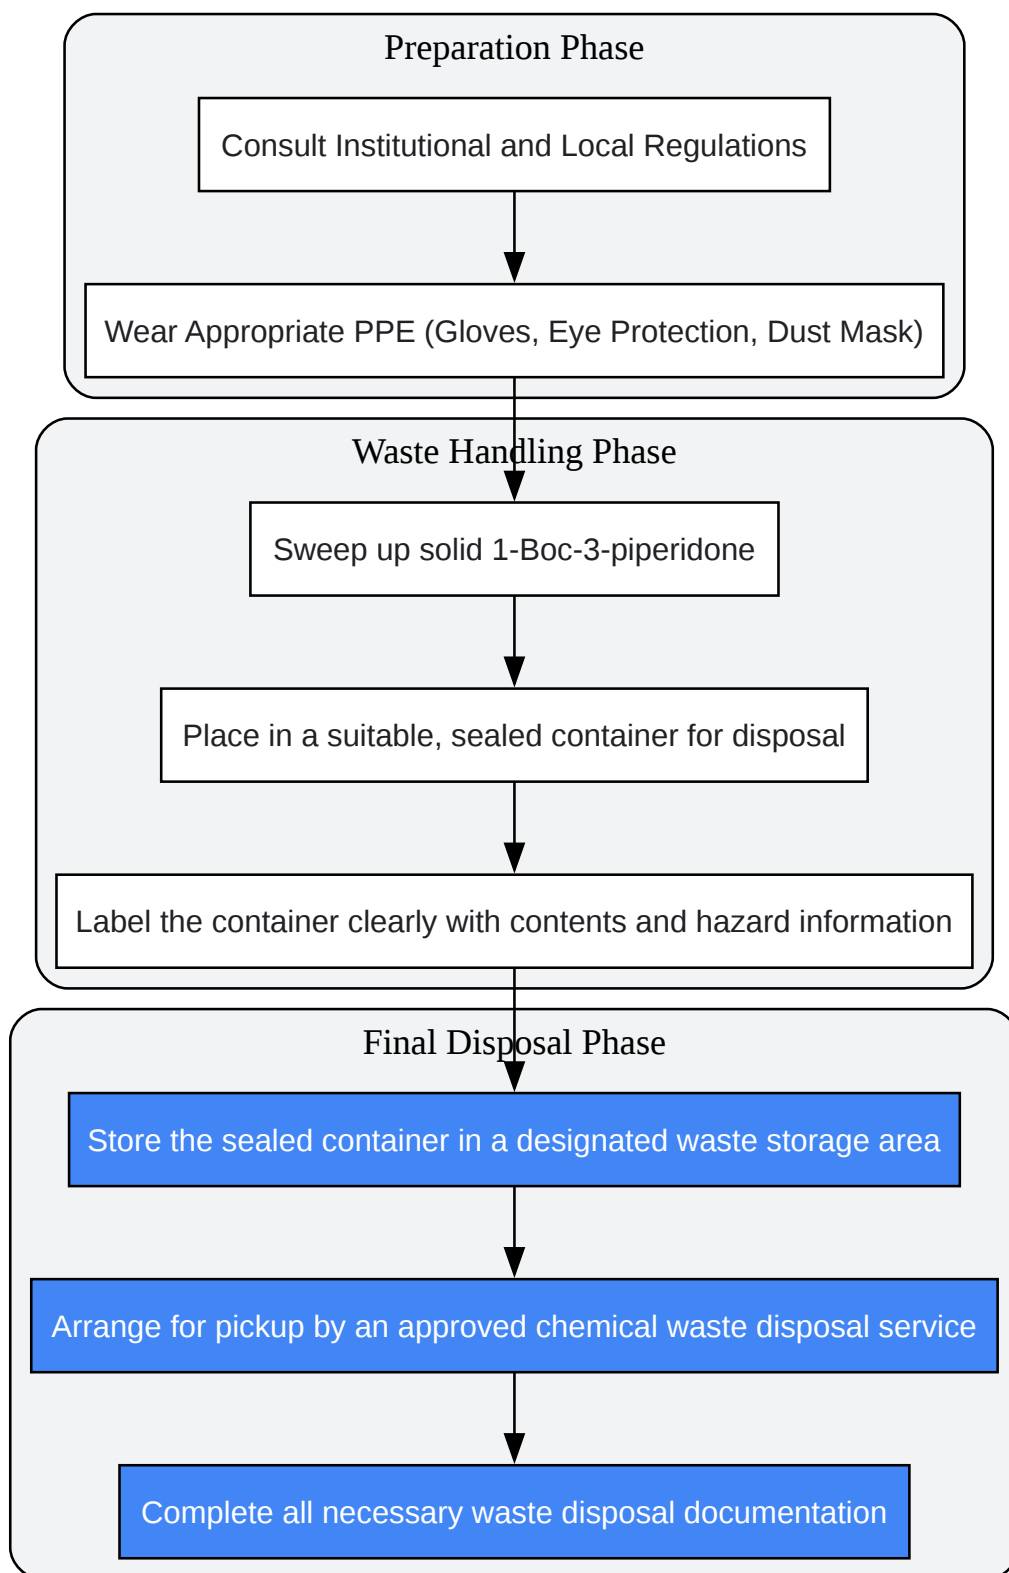 Preparation Phase
Consult Institutional and Local Regulations
Wear Appropriate PPE (Gloves, Eye Protection, Dust Mask)
Waste Handling Phase
Sweep up solid 1-Boc-3-piperidone
Place in a suitable, sealed container for disposal
Label the container clearly with contents and hazard information
Final Disposal Phase
Store the sealed container in a designated waste storage area
Arrange for pickup by an approved chemical waste disposal service
Complete all necessary waste disposal documentation